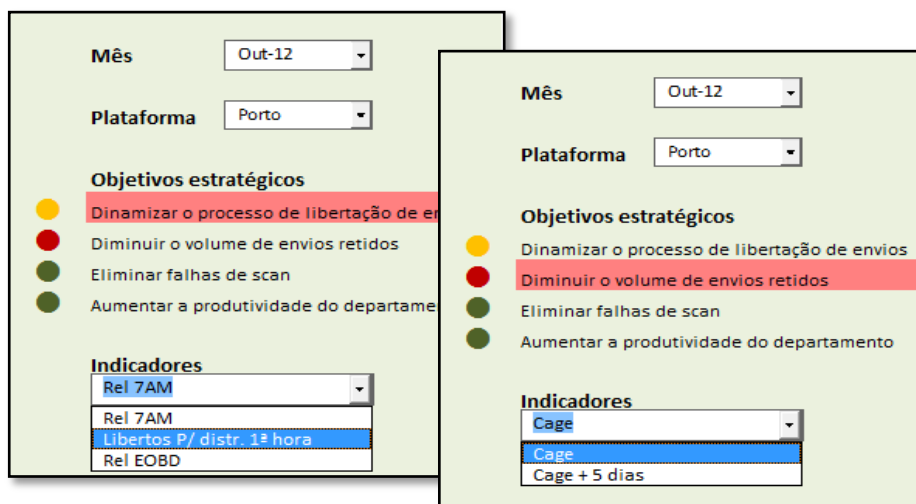 Mês
Out-12
Plataforma
Porto
Objetivos estratégicos
Dinamizar o processo de libertação de
Diminuir o volume de envios retidos
Eliminar falhas de scan
Aumentar a produtividade do
Indicadores
Rel 7AM
Rel 7AM
Libertos P/ distr. 1ª hora
Rel EOBD
Mês
Out-12
Plataforma
Porto
Objetivos estratégicos
Dinamizar o processo de libertação de envios
Diminuir o volume de envios retidos
Eliminar falhas de scan
Aumentar a produtividade do departamento
Indicadores
Cage
Cage
Cage + 5 dias